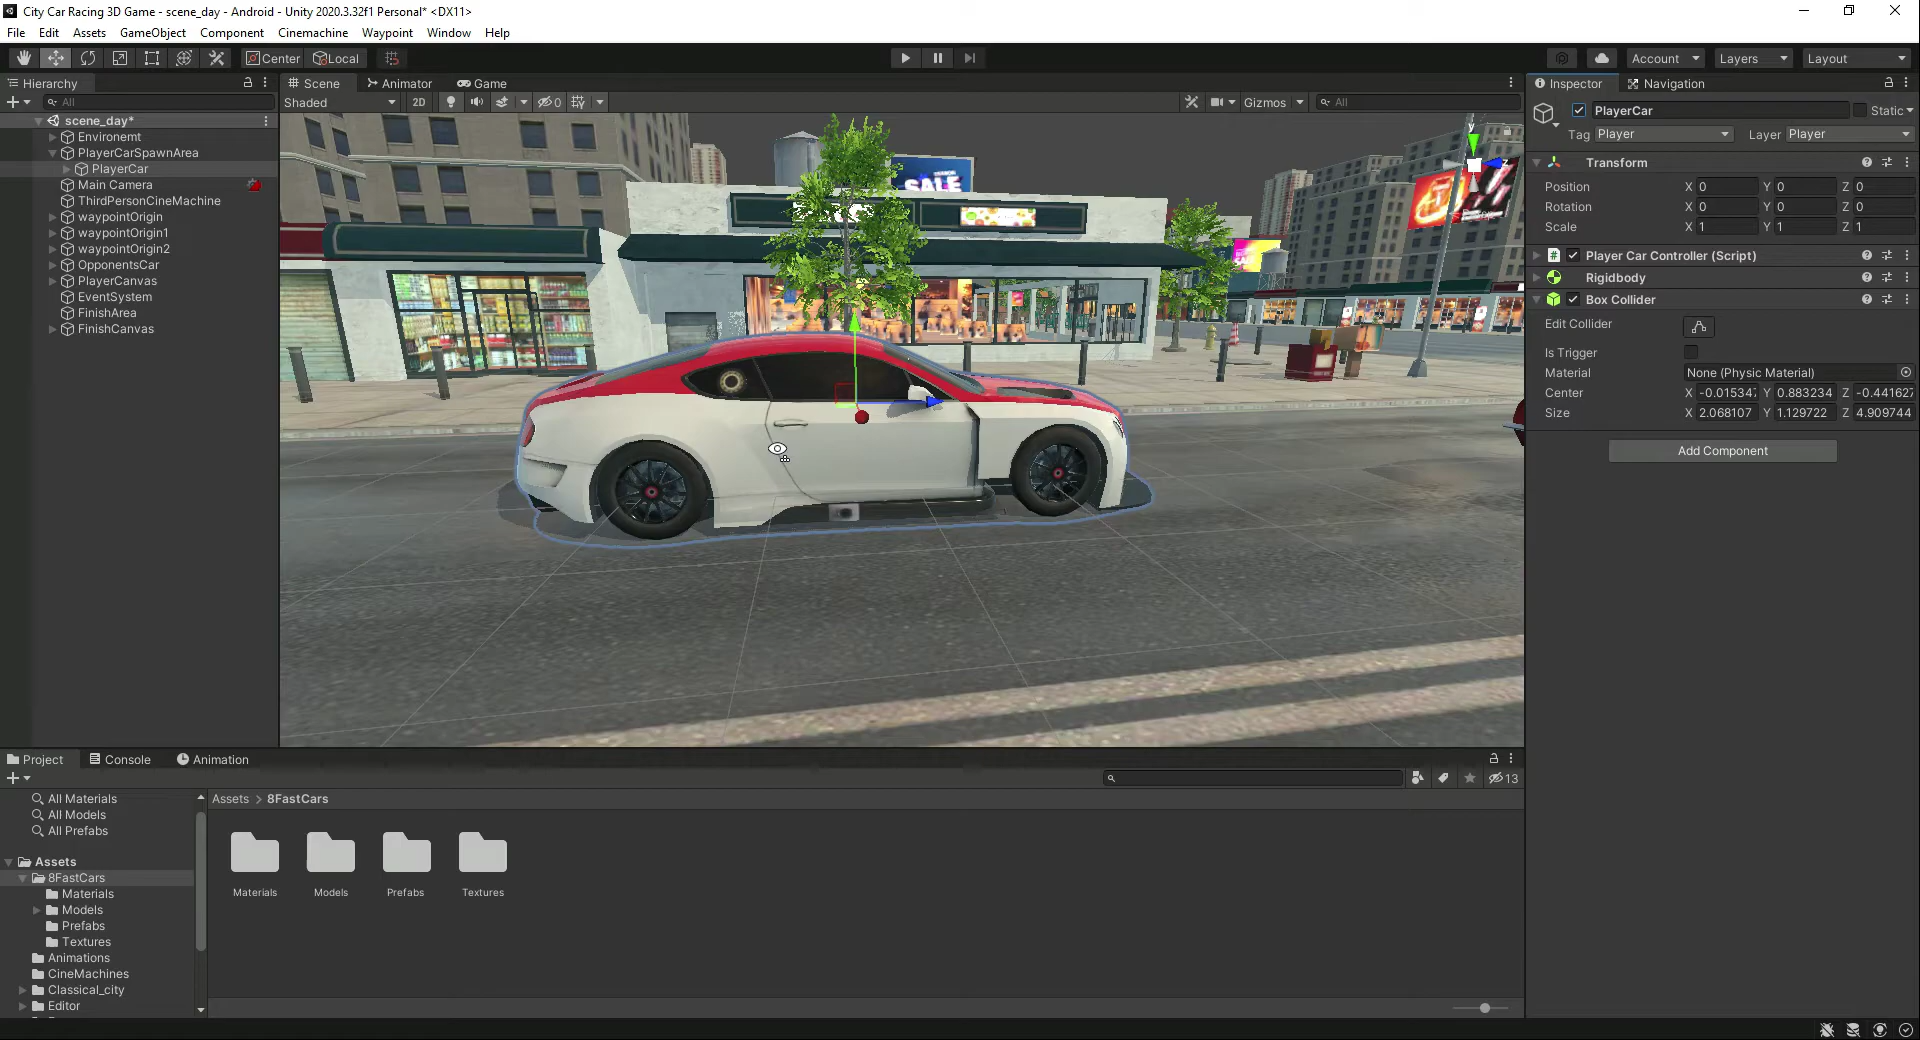 City Car Racing 3D Game - scene_day - Android - Unity 2020.3.32f1 Personal* <DX11>
File Edit Assets GameObject Component Cinemachine Waypoint Window Help
Center Local Account Layers Layout
Hierarchy
All
scene_day*
Environemt
PlayerCarSpawnArea
PlayerCar
Main Camera
ThirdPersonCineMachine
waypointOrigin
waypointOrigin1
waypointOrigin2
OpponentsCar
PlayerCanvas
EventSystem
FinishArea
FinishCanvas
Scene Animator Game
Shaded 2D 0 Gizmos All
SALE
y
Inspector Navigation
PlayerCar Static
Tag Player Layer Player
Transform
Position X 0 Y 0 Z 0
Rotation X 0 Y 0 Z 0
Scale X 1 Y 1 Z 1
Player Car Controller (Script)
Rigidbody
Box Collider
Edit Collider
Is Trigger
Material None (Physic Material)
Center X -0.015347 Y 0.883234 Z -0.441627
Size X 2.068107 Y 1.129722 Z 4.909744
Add Component
Project Console Animation
13
All Materials
All Models
All Prefabs
Assets
8FastCars
Materials
Models
Prefabs
Textures
Animations
CineMachines
Classical_city
Editor
Assets > 8FastCars
Materials Models Prefabs Textures